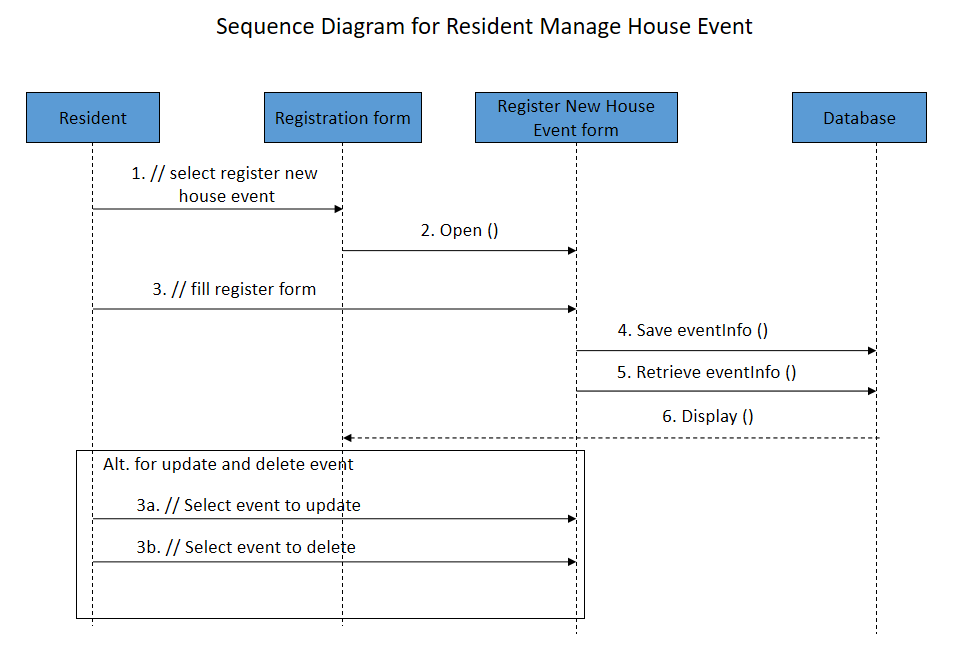 Sequence Diagram for Resident Manage House Event
Resident
Registration form
Register New House
Event form
Database
1. // select register new
house event
2. Open ()
3. // fill register form
4. Save eventInfo ()
5. Retrieve eventInfo ()
6. Display ()
Alt. for update and delete event
3a. // Select event to update
3b. // Select event to delete